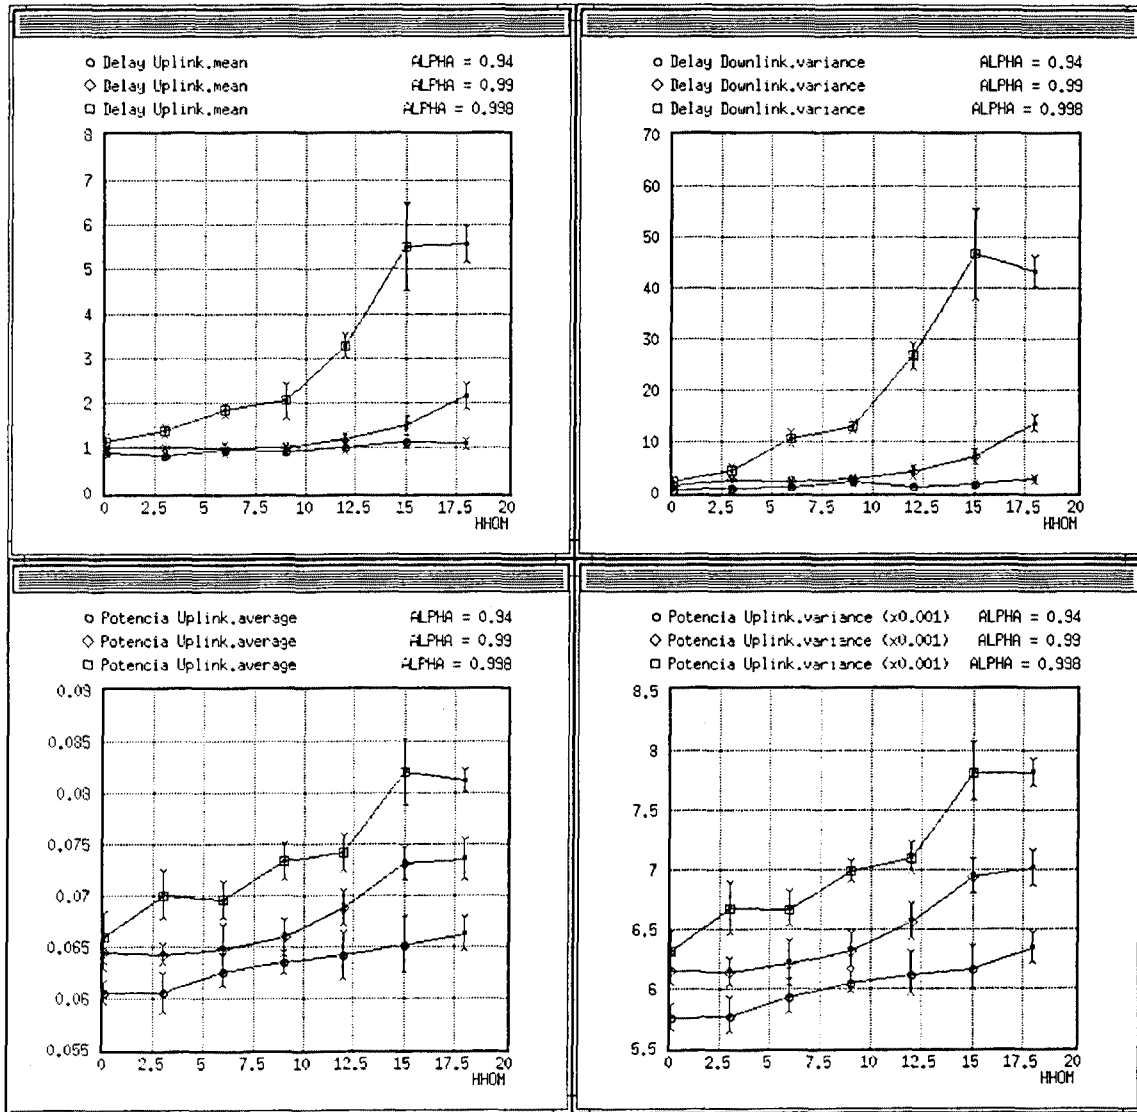 Delay Uplink.mean ALPHA = 0.94
Delay Uplink.mean ALPHA = 0.99
Delay Uplink.mean ALPHA = 0.998
8
7
6
5
4
3
2
1
0
0 2.5 5 7.5 10 12.5 15 17.5 20
HHOM
Delay Downlink.variance ALPHA = 0.94
Delay Downlink.variance ALPHA = 0.99
Delay Downlink.variance ALPHA = 0.998
70
60
50
40
30
20
10
0
0 2.5 5 7.5 10 12.5 15 17.5 20
HHOM
Potencia Uplink.average ALPHA = 0.94
Potencia Uplink.average ALPHA = 0.99
Potencia Uplink.average ALPHA = 0.998
0.09
0.085
0.08
0.075
0.07
0.065
0.06
0.055
0 2.5 5 7.5 10 12.5 15 17.5 20
HHOM
Potencia Uplink.variance (x0.001) ALPHA = 0.94
Potencia Uplink.variance (x0.001) ALPHA = 0.99
Potencia Uplink.variance (x0.001) ALPHA = 0.998
8.5
8
7.5
7
6.5
6
5.5
0 2.5 5 7.5 10 12.5 15 17.5 20
HHOM